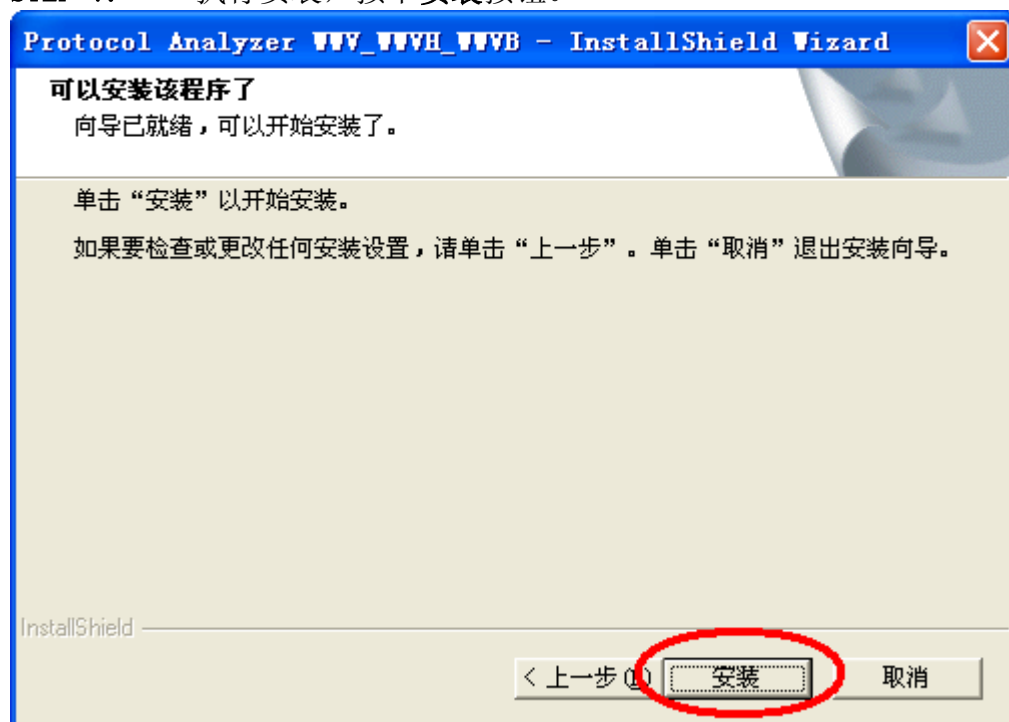 Protocol Analyzer VVV_VVVH_VVVB - InstallShield Wizard
可以安装该程序了
向导已就绪，可以开始安装了。
单击“安装”以开始安装。
如果要检查或更改任何安装设置，请单击“上一步”。单击“取消”退出安装向导。
InstallShield
< 上一步 安装 取消